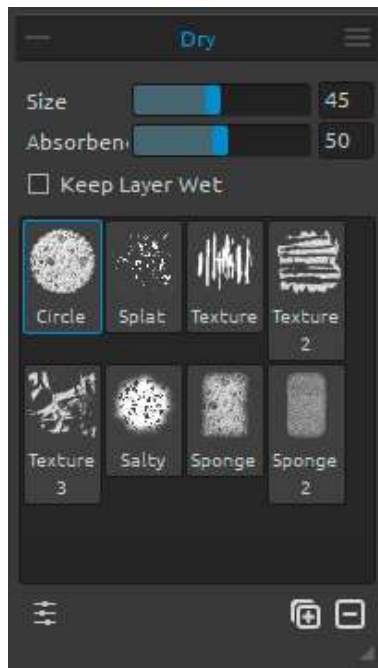 Dry
Size 45
Absorben 50
Keep Layer Wet
Circle Splat Texture Texture
2
Texture Salty Sponge Sponge
3 2